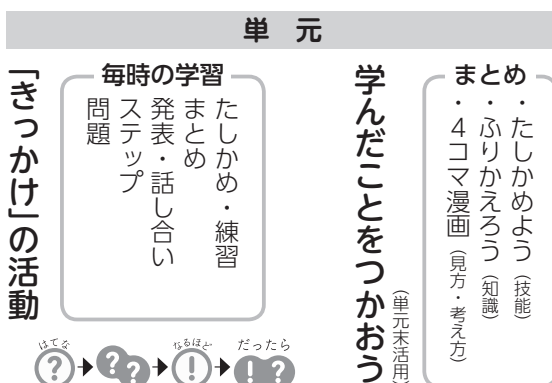 単元
「きっかけ」の活動
毎時の学習
問題
ステップ
発表・話し合い
まとめ
たしかめ・練習
はてな
?
??
なるほど
!
だったら
!?
学んだことをつかおう
(単元末活用)
まとめ
・たしかめよう(技能)
・ふりかえろう(知識)
・4コマ漫画(見方・考え方)